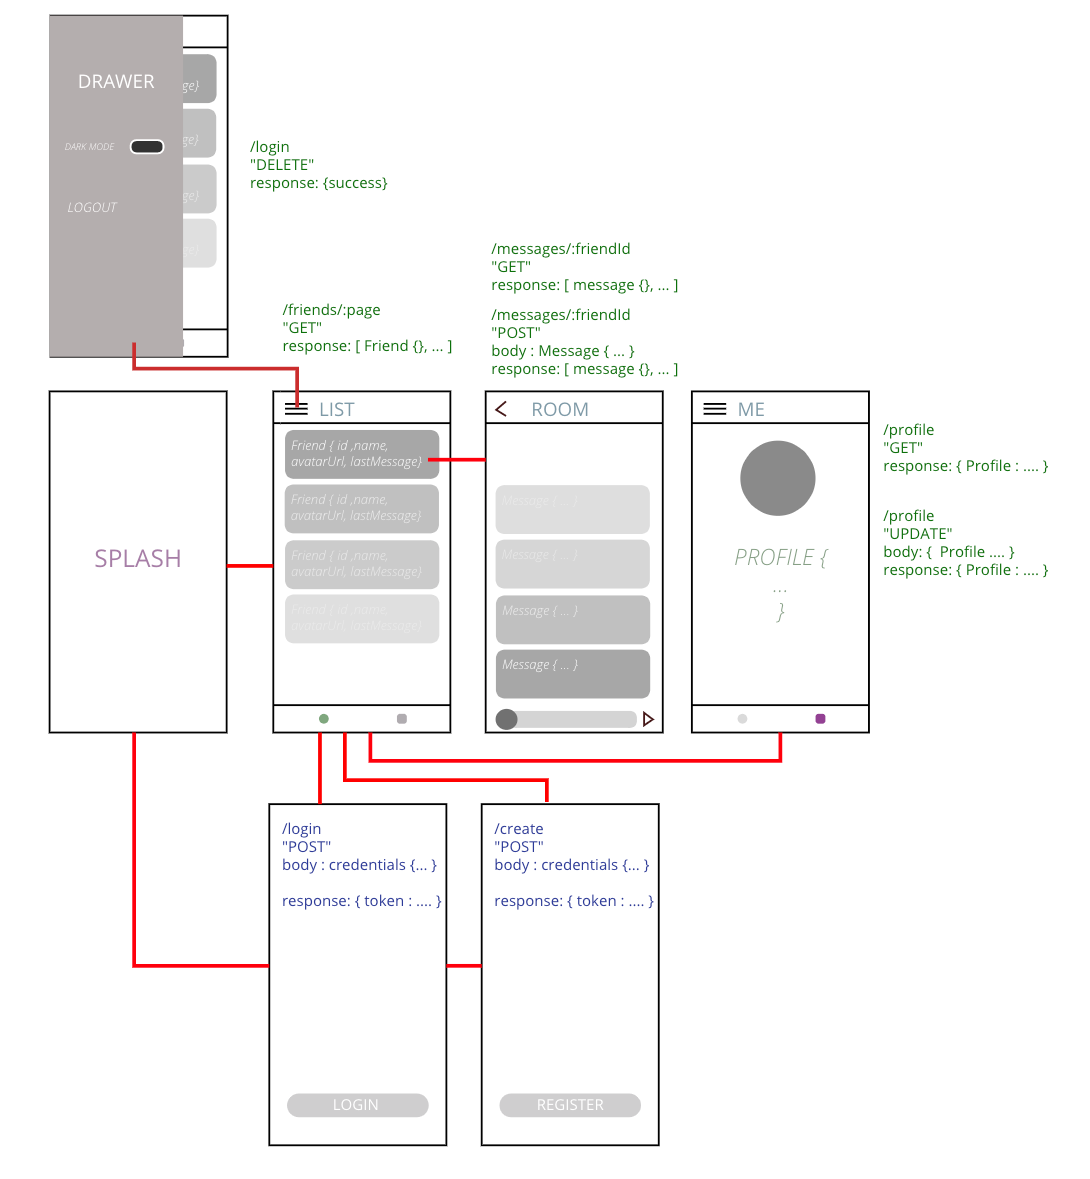 DRAWER
ge}
DARK MODE
ge}
LOGOUT
ge}
ge}
/login
"DELETE"
response: {success}
/friends/:page
"GET"
response: [ Friend {}, ... ]
/messages/:friendId
"GET"
response: [ message {}, ... ]
/messages/:friendId
"POST"
body : Message { ... }
response: [ message {}, ... ]
SPLASH
LIST
Friend { id ,name,
avatarUrl, lastMessage}
Friend { id ,name,
avatarUrl, lastMessage}
Friend { id ,name,
avatarUrl, lastMessage}
Friend { id ,name,
avatarUrl, lastMessage}
ROOM
Message { ... }
Message { ... }
Message { ... }
Message { ... }
ME
PROFILE {
...
}
/profile
"GET"
response: { Profile : .... }
/profile
"UPDATE"
body: {  Profile .... }
response: { Profile : .... }
/login
"POST"
body : credentials {... }
response: { token : .... }
LOGIN
/create
"POST"
body : credentials {... }
response: { token : .... }
REGISTER